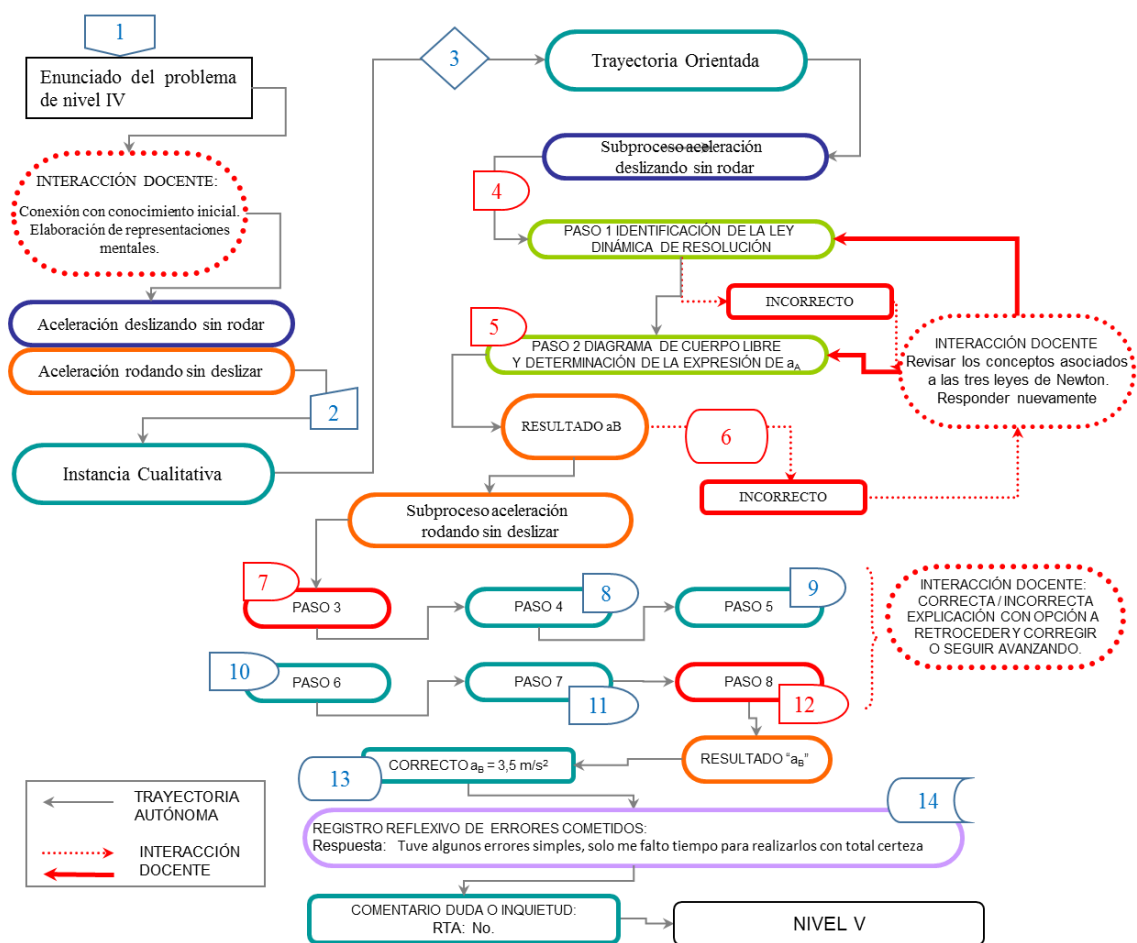 1
Enunciado del problema
de nivel IV
INTERACCIÓN DOCENTE:
Conexión con conocimiento inicial.
Elaboración de representaciones
mentales.
Aceleración deslizando sin rodar
Aceleración rodando sin deslizar
2
Instancia Cualitativa
3
Trayectoria Orientada
Subproceso aceleración
deslizando sin rodar
4
PASO 1 IDENTIFICACIÓN DE LA LEY
DINÁMICA DE RESOLUCIÓN
INCORRECTO
5
PASO 2 DIAGRAMA DE CUERPO LIBRE
Y DETERMINACIÓN DE LA EXPRESIÓN DE aA
INTERACCIÓN DOCENTE
Revisar los conceptos asociados
a las tres leyes de Newton.
Responder nuevamente
RESULTADO aB
6
INCORRECTO
Subproceso aceleración
rodando sin deslizar
7
PASO 3
8
PASO 4
9
PASO 5
INTERACCIÓN DOCENTE:
CORRECTA / INCORRECTA
EXPLICACIÓN CON OPCIÓN A
RETROCEDER Y CORREGIR
O SEGUIR AVANZANDO.
10
PASO 6
PASO 7
11
PASO 8
12
RESULTADO “aB”
CORRECTO aB = 3,5 m/s²
13
14
REGISTRO REFLEXIVO DE ERRORES COMETIDOS:
Respuesta: Tuve algunos errores simples, solo me falto tiempo para realizarlos con total certeza
TRAYECTORIA
AUTÓNOMA
INTERACCIÓN
DOCENTE
COMENTARIO DUDA O INQUIETUD:
RTA: No.
NIVEL V